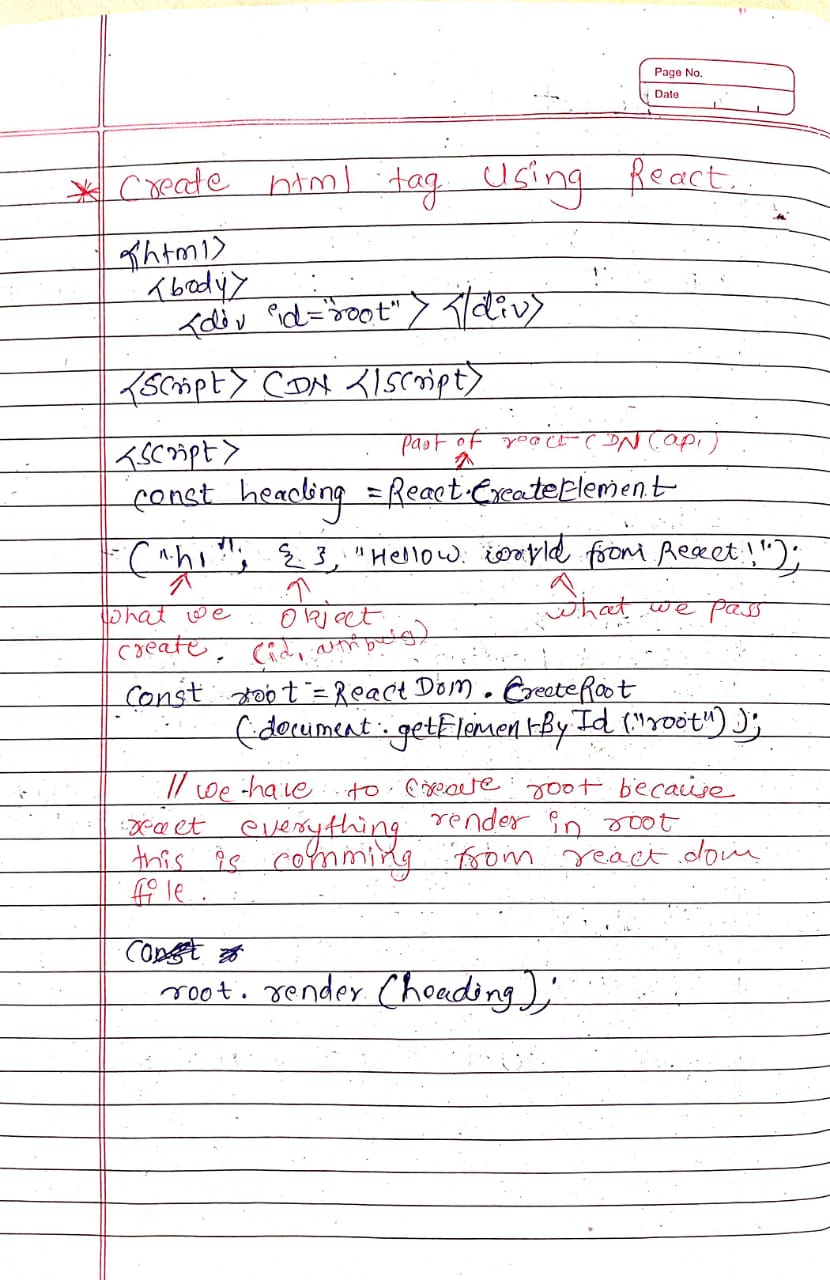 Page No.
Date
* Create html tag Using React.
<html>
<body>
<div id="root"> </div>
<Script> CDN </Script>
<script>
Part of react CDN (api)
const heading = React.CreateElement
("h1", { }, "Hellow world from React!");
What we Object What we pass
create. (id,
Const root = ReactDom.CreateRoot
(document.getElementById("root"));
// we have to create root because
react everything render in root
this is comming from react dom
file.
Const
root.render(heading);